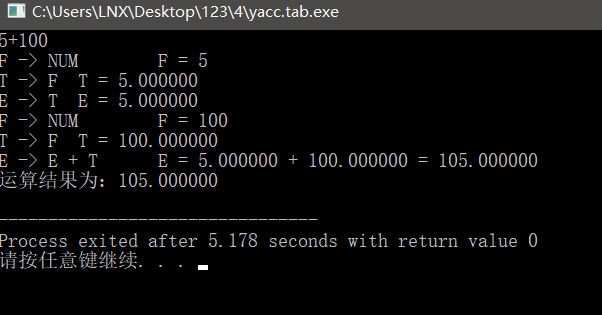 C:\Users\LNX\Desktop\123\4\yacc.tab.exe
5+100
F -> NUM        F = 5
T -> F  T = 5.000000
E -> T  E = 5.000000
F -> NUM        F = 100
T -> F  T = 100.000000
E -> E + T      E = 5.000000 + 100.000000 = 105.000000
运算结果为：105.000000
--------------------------------
Process exited after 5.178 seconds with return value 0
请按任意键继续. . .